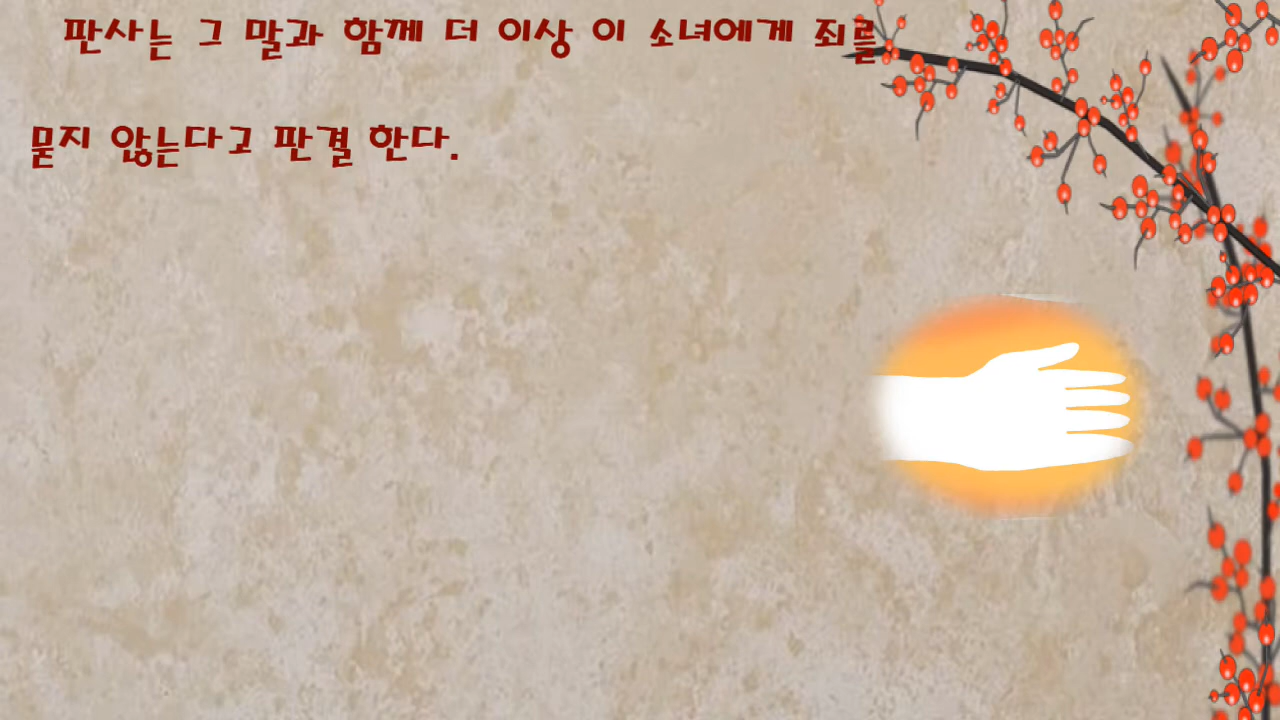 판사는 그 말과 함께 더 이상 이 소녀에게 죄를
묻지 않는다고 판결 한다.